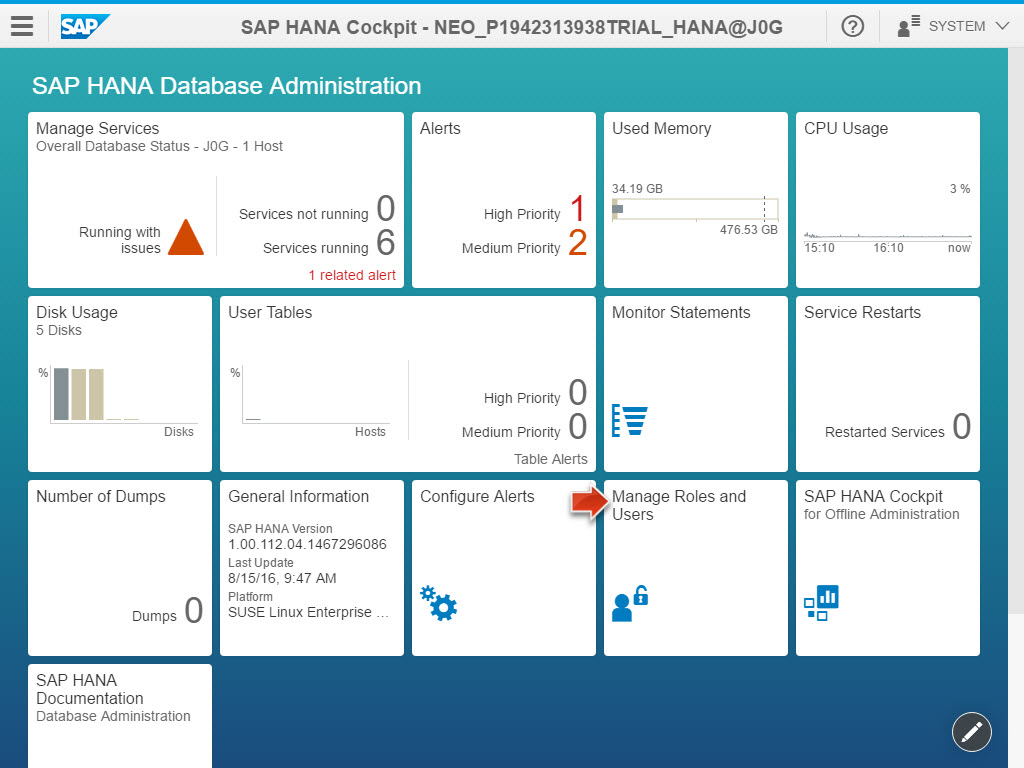 SAP
SAP HANA Cockpit - NEO_P1942313938TRIAL_HANA@J0G
?
SYSTEM
SAP HANA Database Administration
Manage Services
Overall Database Status - J0G - 1 Host
Running with
issues
Services not running 0
Services running 6
1 related alert
Alerts
High Priority 1
Medium Priority 2
Used Memory
34.19 GB
476.53 GB
CPU Usage
3 %
15:10 16:10 now
Disk Usage
5 Disks
%
Disks
User Tables
%
Hosts
High Priority 0
Medium Priority 0
Table Alerts
Monitor Statements
Service Restarts
Restarted Services 0
Number of Dumps
Dumps 0
General Information
SAP HANA Version
1.00.112.04.1467296086
Last Update
8/15/16, 9:47 AM
Platform
SUSE Linux Enterprise ...
Configure Alerts
Manage Roles and
Users
SAP HANA Cockpit
for Offline Administration
SAP HANA
Documentation
Database Administration